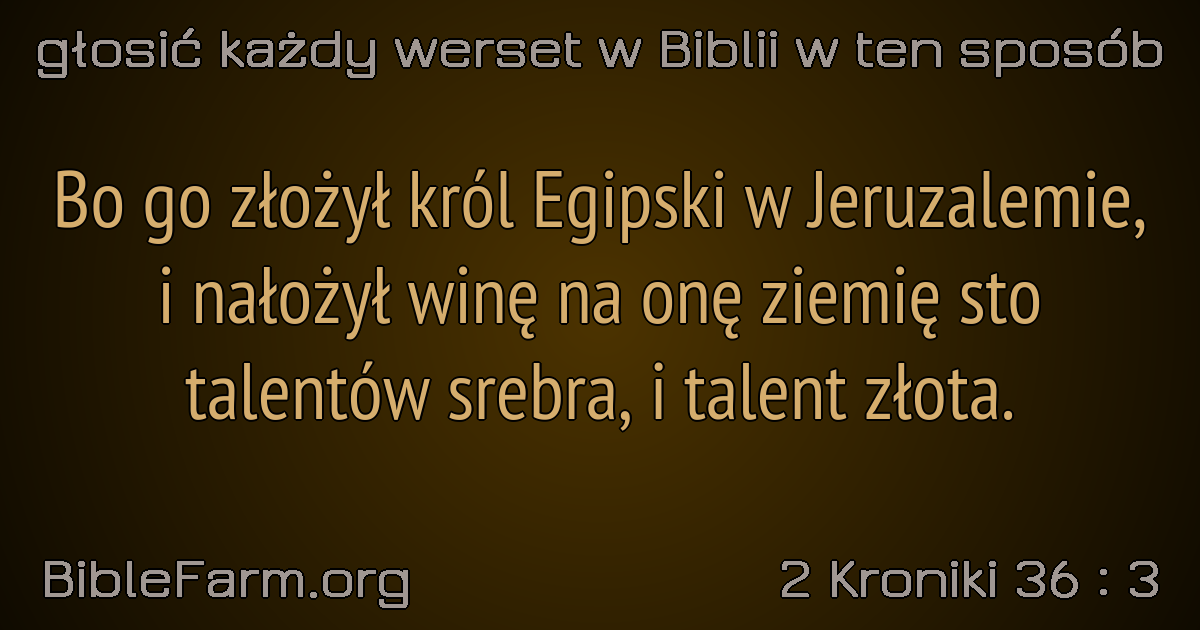 głosić każdy werset w Biblii w ten sposób
Bo go złożył król Egipski w Jeruzalemie,
i nałożył winę na onę ziemię sto
talentów srebra, i talent złota.
BibleFarm.org
2 Kroniki 36 : 3